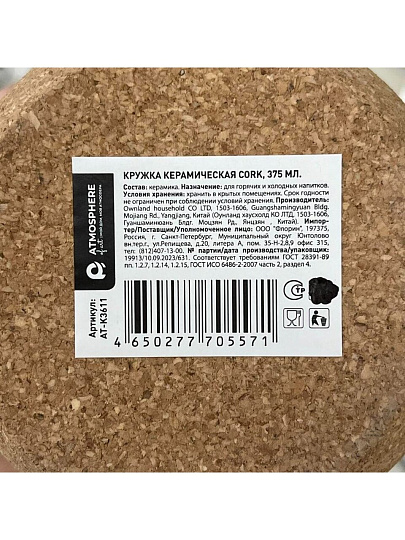 КРУЖКА КЕРАМИЧЕСКАЯ CORK, 375 МЛ.
Состав: керамика. Назначение: для горячих и холодных напитков.
Условия хранения: хранить в крытых помещениях. Срок годности
не ограничен при соблюдении условий хранения. Производитель:
Ownland household CO LTD, 1503-1606, Guangshamingyuan Bldg.
Mojiang Rd., Yangjiang, Китай (Оунланд хаусхолд КО ЛТД, 1503-1606,
Гуаншаминюань Блдг. Моцзян Рд., Янцзян , Китай). Импор-
тер/Поставщик/Уполномоченное лицо: ООО "Флорин", 197375,
Россия, г. Санкт-Петербург, Муниципальный округ Юнтолово
вн.тер.г., ул.Репищева, д.20, литера А, пом. 35-Н-2,8,9 офис 315,
тел: (812)407-13-00. № партии/дата производства/упаковщик:
19913/10.09.2023/631. Соответствует требованиям ГОСТ 28391-89
пп. 1.2.7, 1.2.14, 1.2.15, ГОСТ ИСО 6486-2-2007 часть 2, раздел 4.
ATMOSPHERE
of art
Артикул:
AT-K3611
СТР
4 650277 705571